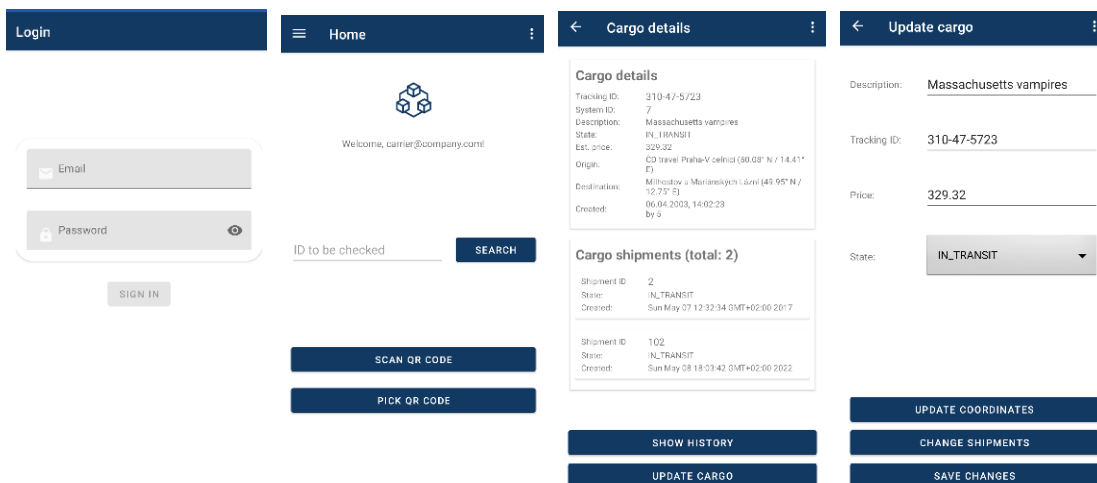 Login
Email
Password
SIGN IN
Home
Welcome, carrier@company.com!
ID to be checked
SEARCH
SCAN QR CODE
PICK QR CODE
Cargo details
Cargo details
Tracking ID: 310-47-5723
System ID: 7
Description: Massachusetts vampires
State: IN_TRANSIT
Est. price: 329.32
Origin: ČD travel Praha-V celnici (50.08° N / 14.41° E)
Destination: Milhostov u Mariánských Lázní (49.95° N / 12.75° E)
Created: 06.04.2003, 14:02:23
by 5
Cargo shipments (total: 2)
Shipment ID 2
State: IN_TRANSIT
Created: Sun May 07 12:32:34 GMT+02:00 2017
Shipment ID 102
State: IN_TRANSIT
Created: Sun May 08 18:03:42 GMT+02:00 2022
SHOW HISTORY
UPDATE CARGO
Update cargo
Description: Massachusetts vampires
Tracking ID: 310-47-5723
Price: 329.32
State: IN_TRANSIT
UPDATE COORDINATES
CHANGE SHIPMENTS
SAVE CHANGES